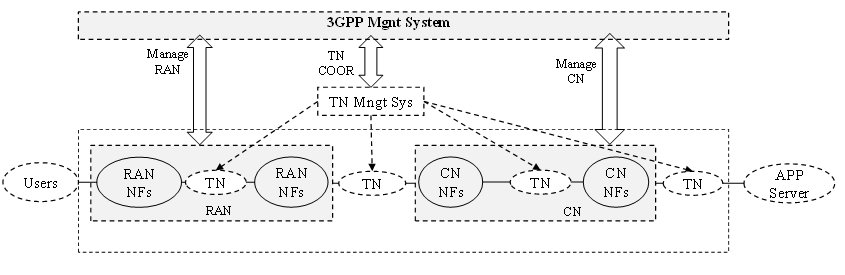 3GPP Mgnt System
Manage
RAN
TN
COOR
Manage
CN
TN Mngt Sys
Users
RAN
NFs
TN
RAN
NFs
RAN
TN
CN
NFs
TN
CN
NFs
CN
TN
APP
Server